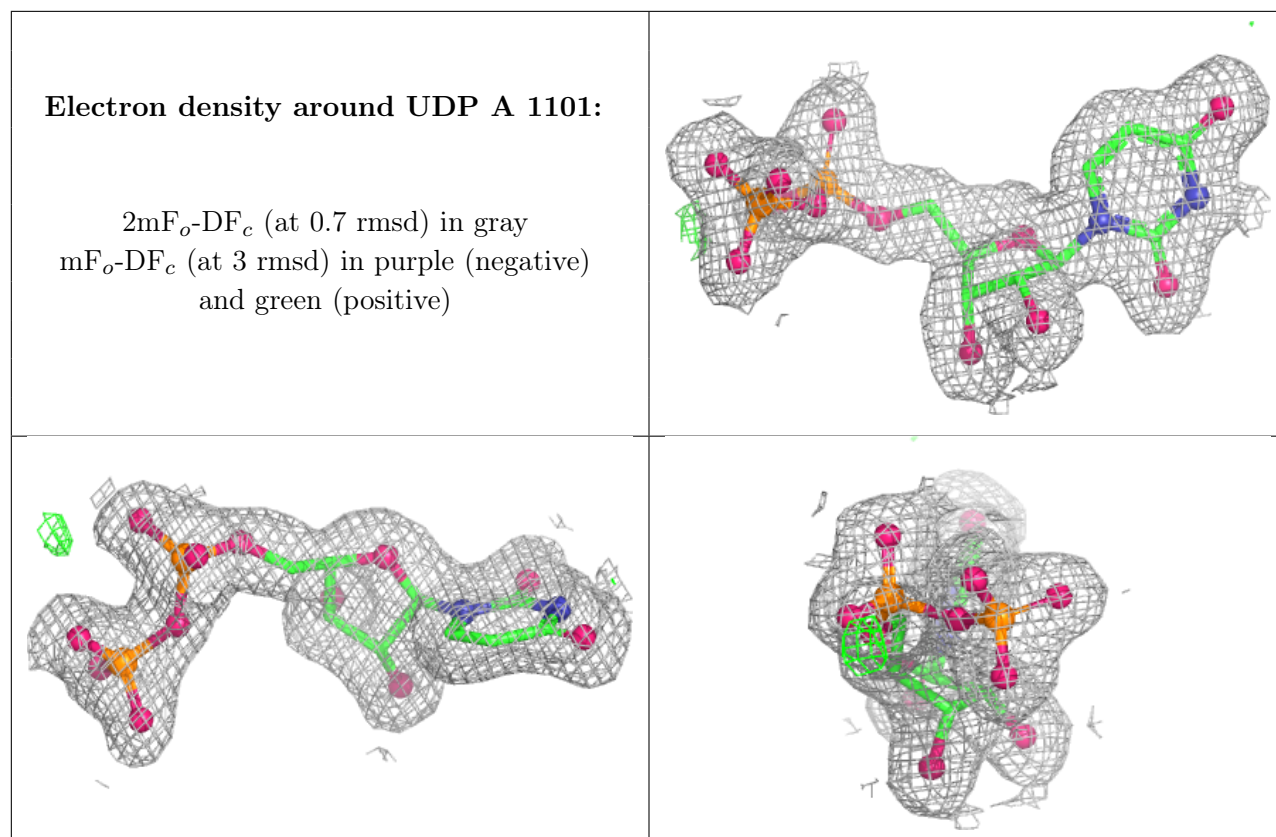 Electron density around UDP A 1101:
2mFₒ-DF𝒸 (at 0.7 rmsd) in gray
mFₒ-DF𝒸 (at 3 rmsd) in purple (negative)
and green (positive)